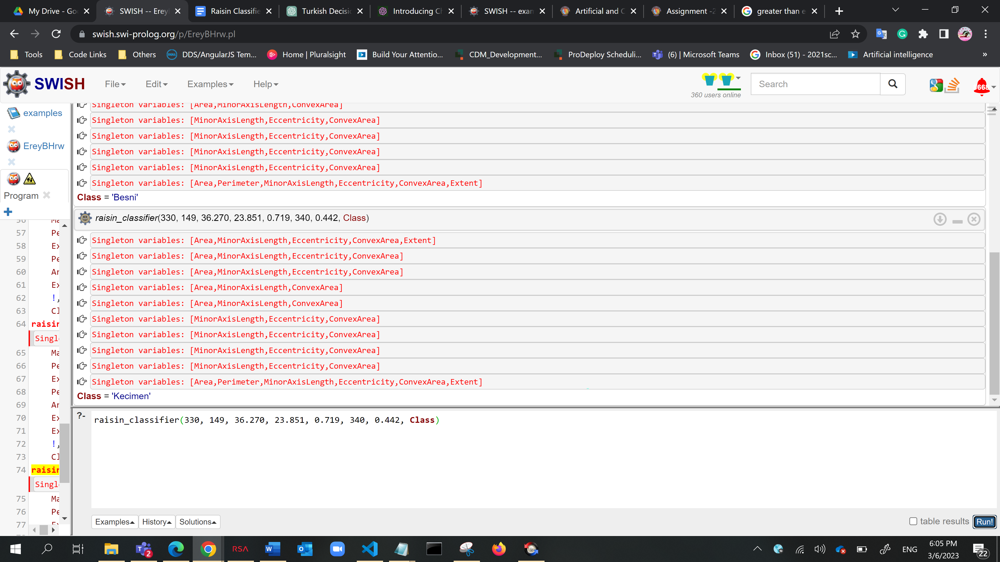 My Drive - Goo
SWISH -- Ereyl
Raisin Classifie
Turkish Decisic
Introducing Ch
SWISH -- exam
Artificial and C
Assignment -2
greater than e
swish.swi-prolog.org/p/EreyBHrw.pl
Tools
Code Links
Others
DDS/AngularJS Tem...
Home | Pluralsight
Build Your Attentio...
CDM_Development...
ProDeploy Scheduli...
(6) | Microsoft Teams
Inbox (51) - 2021sc...
Artificial intelligence
»
SWISH
File
Edit
Examples
Help
360 users online
Search
668
examples
EreyBHrw
Program
56 Ma
57 Pe
58 Ex
59 Pe
60 Ar
61 Ex
62 !,
63 Cl
64 raisin
Singl
65 Ma
66 Pe
67 Ex
68 Pe
69 Ar
70 Ex
71 Ex
72 !,
73 Cl
74 raisin
Singl
75 Ma
76 Pe
77 Ex
Singleton variables: [Area,MinorAxisLength,ConvexArea]
Singleton variables: [MinorAxisLength,Eccentricity,ConvexArea]
Singleton variables: [MinorAxisLength,Eccentricity,ConvexArea]
Singleton variables: [MinorAxisLength,Eccentricity,ConvexArea]
Singleton variables: [MinorAxisLength,Eccentricity,ConvexArea]
Singleton variables: [Area,Perimeter,MinorAxisLength,Eccentricity,ConvexArea,Extent]
Class = 'Besni'
raisin_classifier(330, 149, 36.270, 23.851, 0.719, 340, 0.442, Class)
Singleton variables: [Area,MinorAxisLength,Eccentricity,ConvexArea,Extent]
Singleton variables: [Area,MinorAxisLength,Eccentricity,ConvexArea]
Singleton variables: [Area,MinorAxisLength,Eccentricity,ConvexArea]
Singleton variables: [Area,MinorAxisLength,ConvexArea]
Singleton variables: [Area,MinorAxisLength,ConvexArea]
Singleton variables: [MinorAxisLength,Eccentricity,ConvexArea]
Singleton variables: [MinorAxisLength,Eccentricity,ConvexArea]
Singleton variables: [MinorAxisLength,Eccentricity,ConvexArea]
Singleton variables: [MinorAxisLength,Eccentricity,ConvexArea]
Singleton variables: [Area,Perimeter,MinorAxisLength,Eccentricity,ConvexArea,Extent]
Class = 'Kecimen'
?- raisin_classifier(330, 149, 36.270, 23.851, 0.719, 340, 0.442, Class)
Examples
History
Solutions
table results
Run!
2
RSA
ENG
6:05 PM
3/6/2023
22